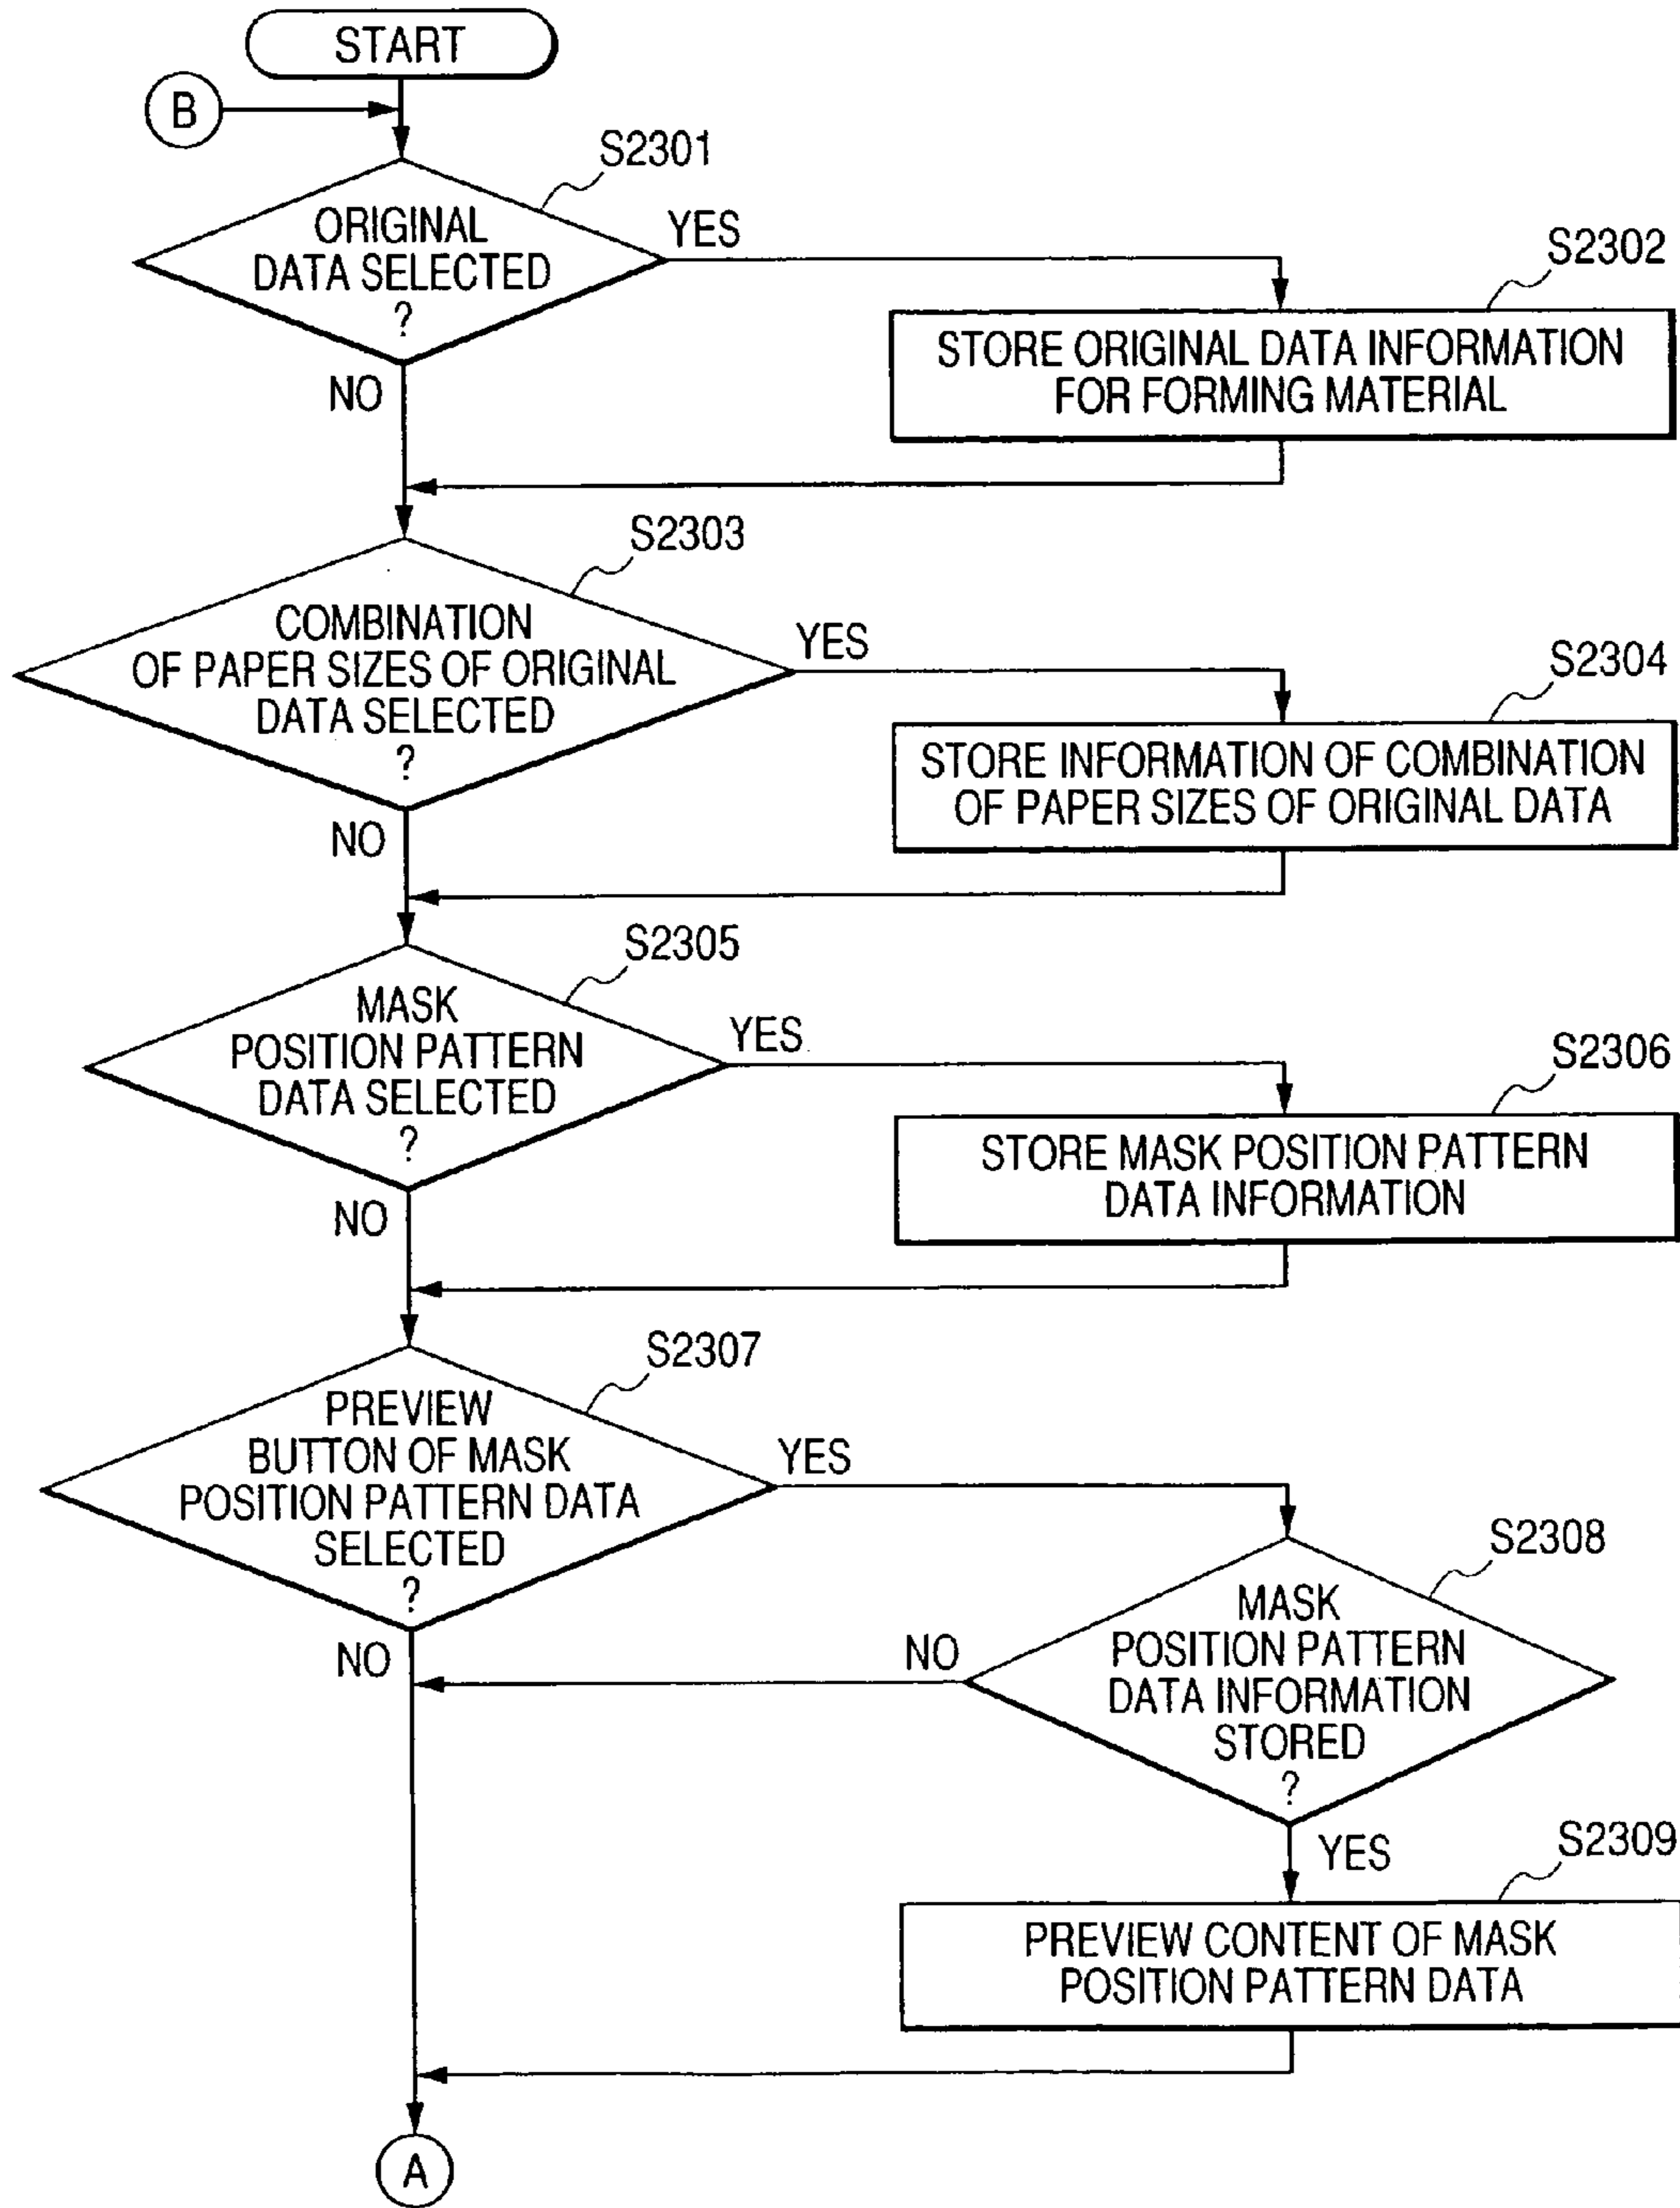 START
B
S2301
ORIGINAL
DATA SELECTED
?
YES
NO
S2302
STORE ORIGINAL DATA INFORMATION
FOR FORMING MATERIAL
S2303
COMBINATION
OF PAPER SIZES OF ORIGINAL
DATA SELECTED
?
YES
NO
S2304
STORE INFORMATION OF COMBINATION
OF PAPER SIZES OF ORIGINAL DATA
S2305
MASK
POSITION PATTERN
DATA SELECTED
?
YES
NO
S2306
STORE MASK POSITION PATTERN
DATA INFORMATION
S2307
PREVIEW
BUTTON OF MASK
POSITION PATTERN DATA
SELECTED
?
YES
NO
S2308
MASK
POSITION PATTERN
DATA INFORMATION
STORED
?
NO
YES
S2309
PREVIEW CONTENT OF MASK
POSITION PATTERN DATA
A